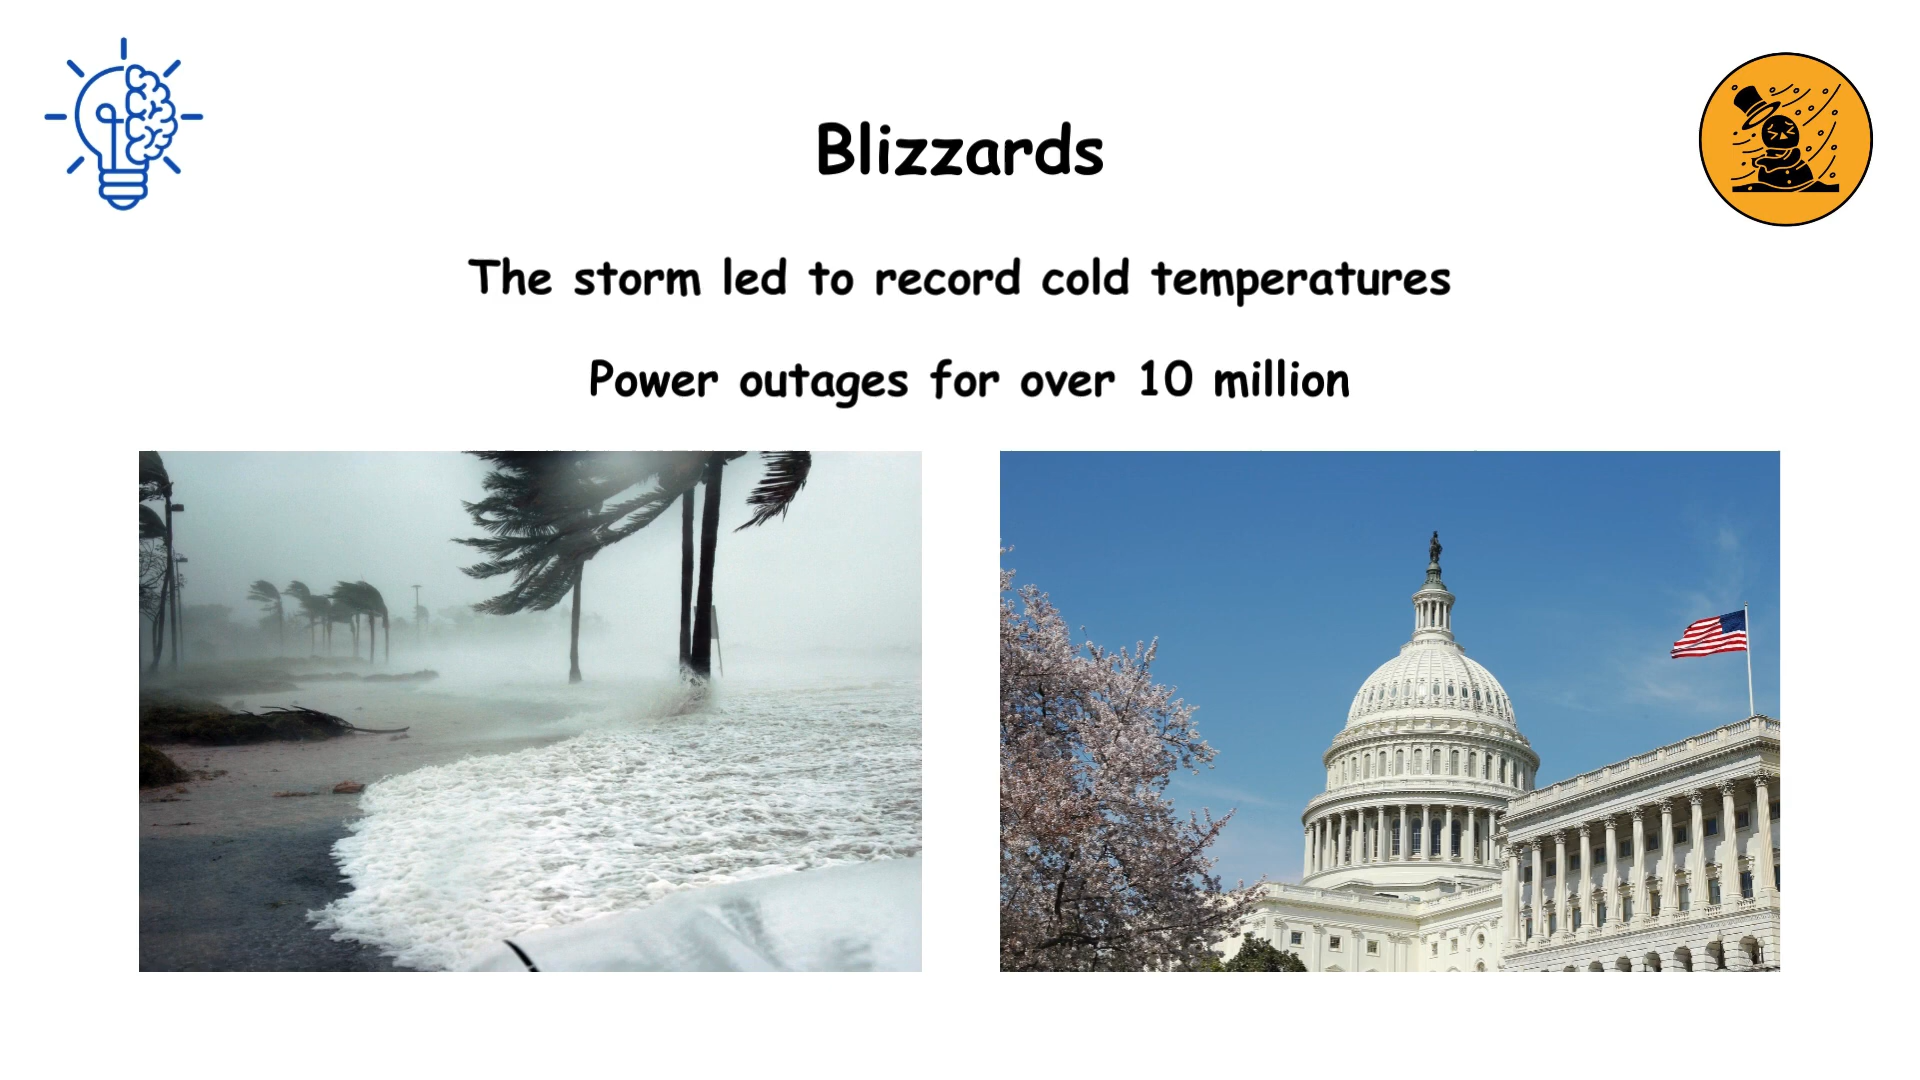 Blizzards
The storm led to record cold temperatures
Power outages for over 10 million